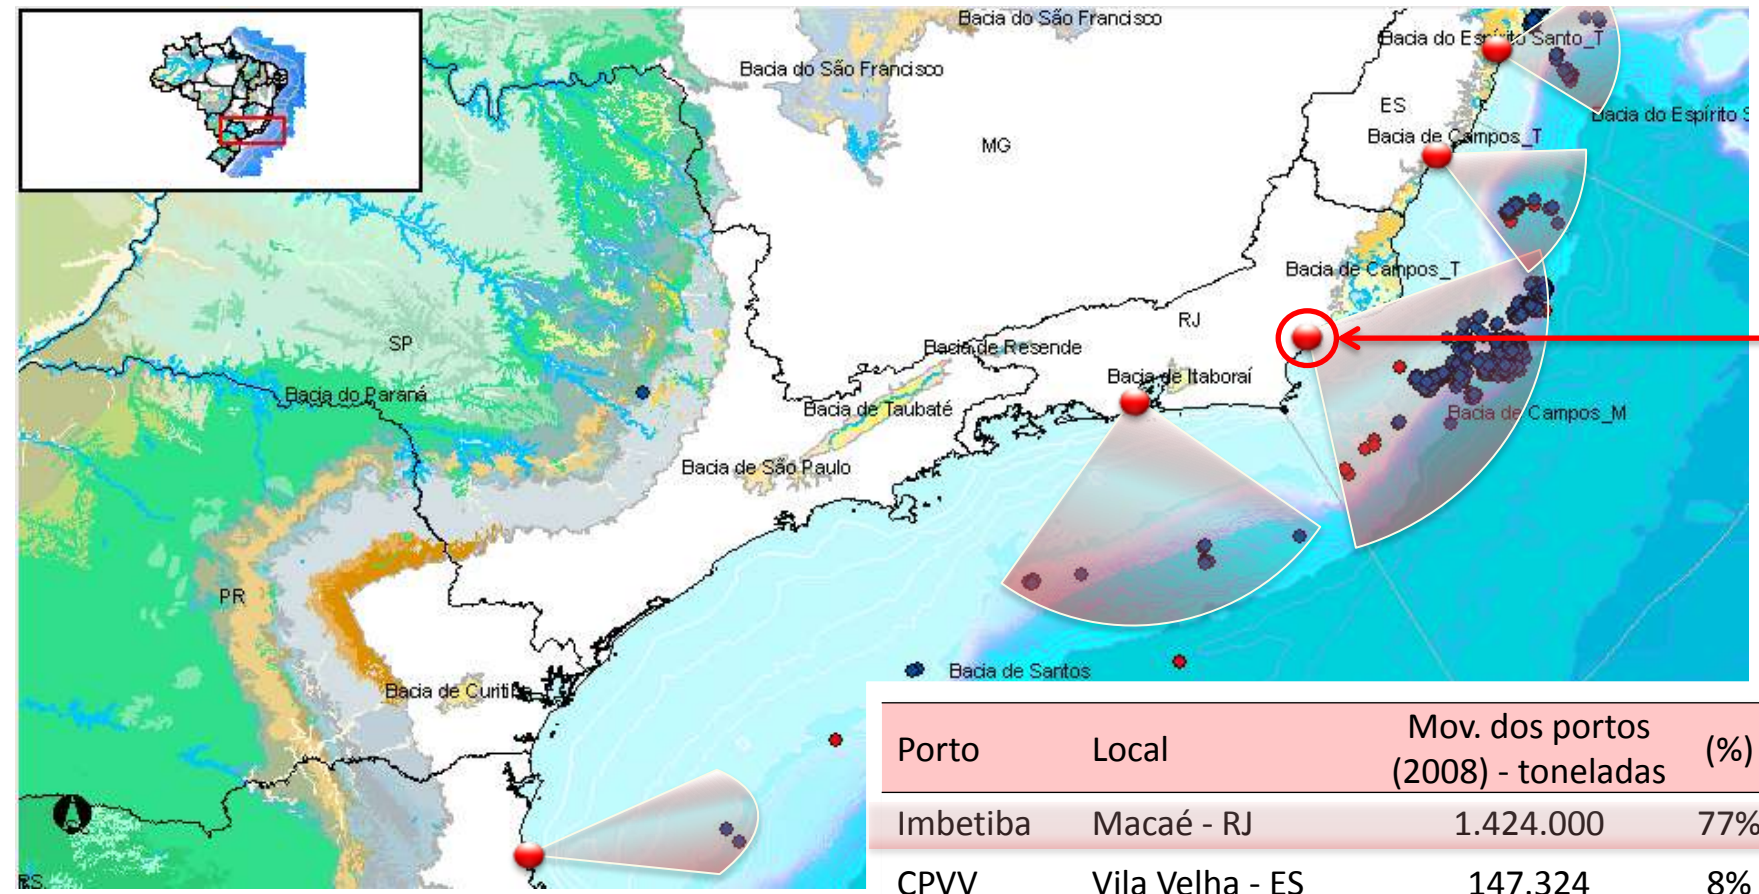 Bacia do São Francisco
Bacia do Espírito Santo_T
Bacia do São Francisco
ES
Bacia do Espírito S
Bacia de Campos_T
MG
Bacia de Campos_T
RJ
SP
Bacia de Resende
Bacia de Itaboraí
Bacia do Paraná
Bacia de Taubaté
Bacia de Campos_M
Bacia de São Paulo
PR
Bacia de Santos
Bacia de Curitiba
RS
Porto Local Mov. dos portos (%)
(2008) - toneladas
Imbetiba Macaé - RJ 1.424.000 77%
CPVV Vila Velha - ES 147.324 8%